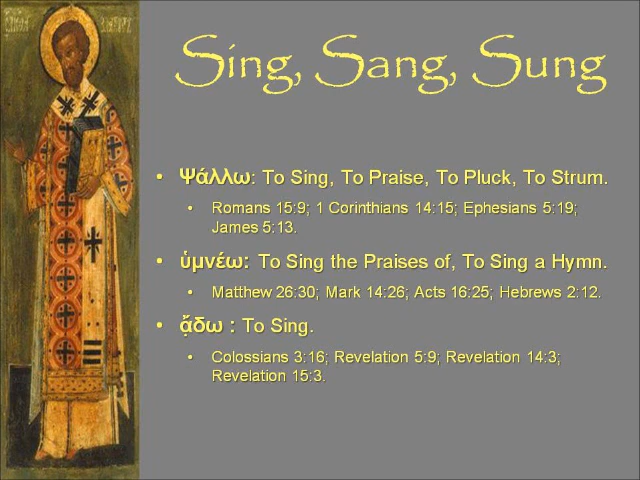 Sing, Sang, Sung
• Ψάλλω: To Sing, To Praise, To Pluck, To Strum.
• Romans 15:9; 1 Corinthians 14:15; Ephesians 5:19;
James 5:13.
• ὑμνέω: To Sing the Praises of, To Sing a Hymn.
• Matthew 26:30; Mark 14:26; Acts 16:25; Hebrews 2:12.
• ᾄδω : To Sing.
• Colossians 3:16; Revelation 5:9; Revelation 14:3;
Revelation 15:3.